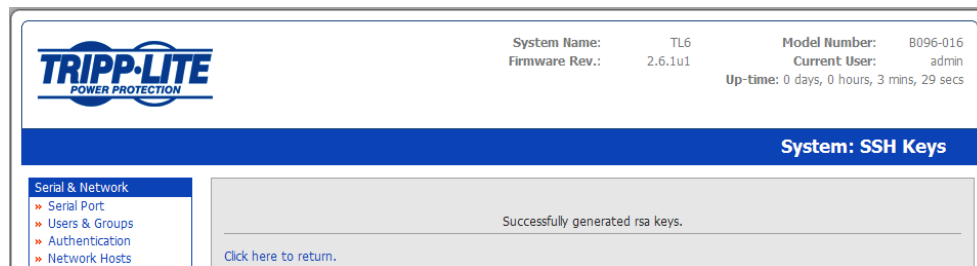 TRIPP·LITE
POWER PROTECTION
System Name: TL6 Model Number: B096-016
Firmware Rev.: 2.6.1u1 Current User: admin
Up-time: 0 days, 0 hours, 3 mins, 29 secs
System: SSH Keys
Serial & Network
» Serial Port
» Users & Groups
» Authentication
» Network Hosts
Successfully generated rsa keys.
Click here to return.